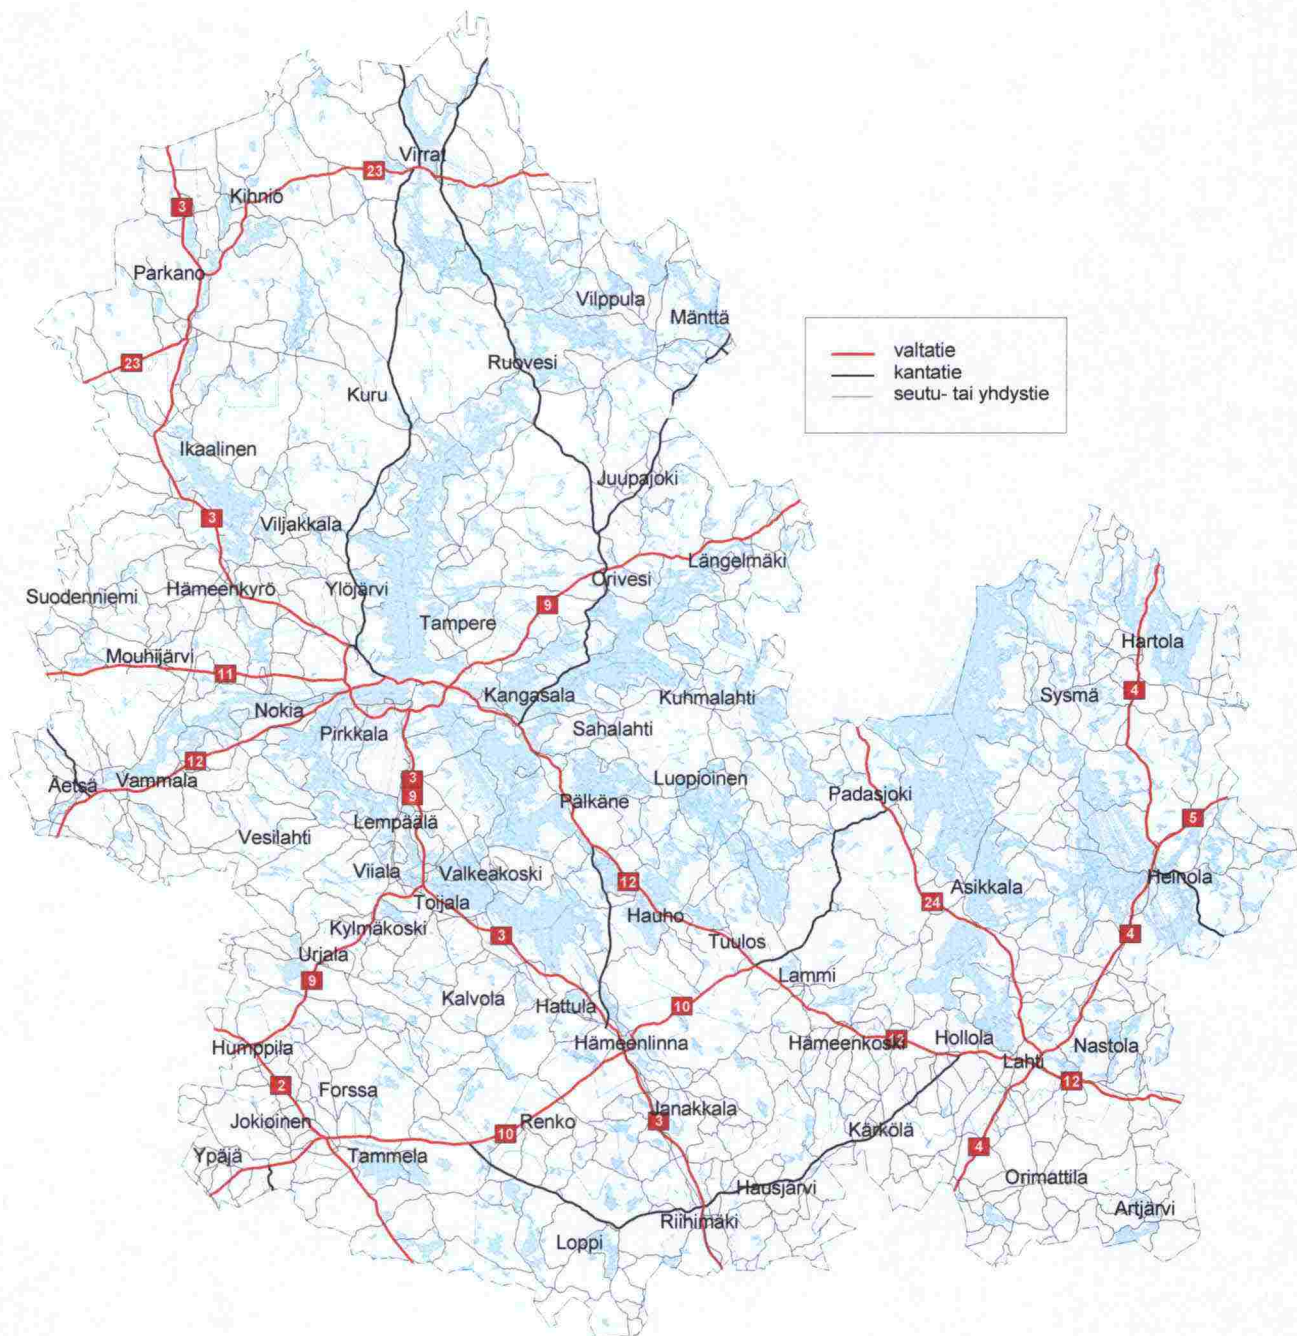 Virrat
23
Kihniö
3
Parkano
Vilppula
Mänttä
valtatie
kantatie
seutu- tai yhdystie
23
Ruovesi
Kuru
Ikaalinen
Juupajoki
3
Viljakkala
Längelmäki
Orivesi
Hämeenkyrö
Ylöjärvi
Suodenniemi
9
Tampere
Hartola
Mouhijärvi
11
4
Sysmä
Kangasala
Kuhmalahti
Nokia
Pirkkala
Sahalahti
12
Äetsä
Vammala
3
9
Luopioinen
Padasjoki
Pälkäne
5
Lempäälä
Vesilahti
Viiala
Valkeakoski
12
Heinola
Asikkala
24
Toijala
Hauho
Kylmäkoski
3
Tuulos
4
Urjala
9
Lammi
Kalvola
Hattula
10
Humppila
Hämeenlinna
Hämeenkoski
12
Hollola
Nastola
Lahti
2
12
Forssa
Jokioinen
Renko
10
Janakkala
3
Kärkölä
4
Ypäjä
Tammela
Orimattila
Hausjärvi
Artjärvi
Riihimäki
Loppi